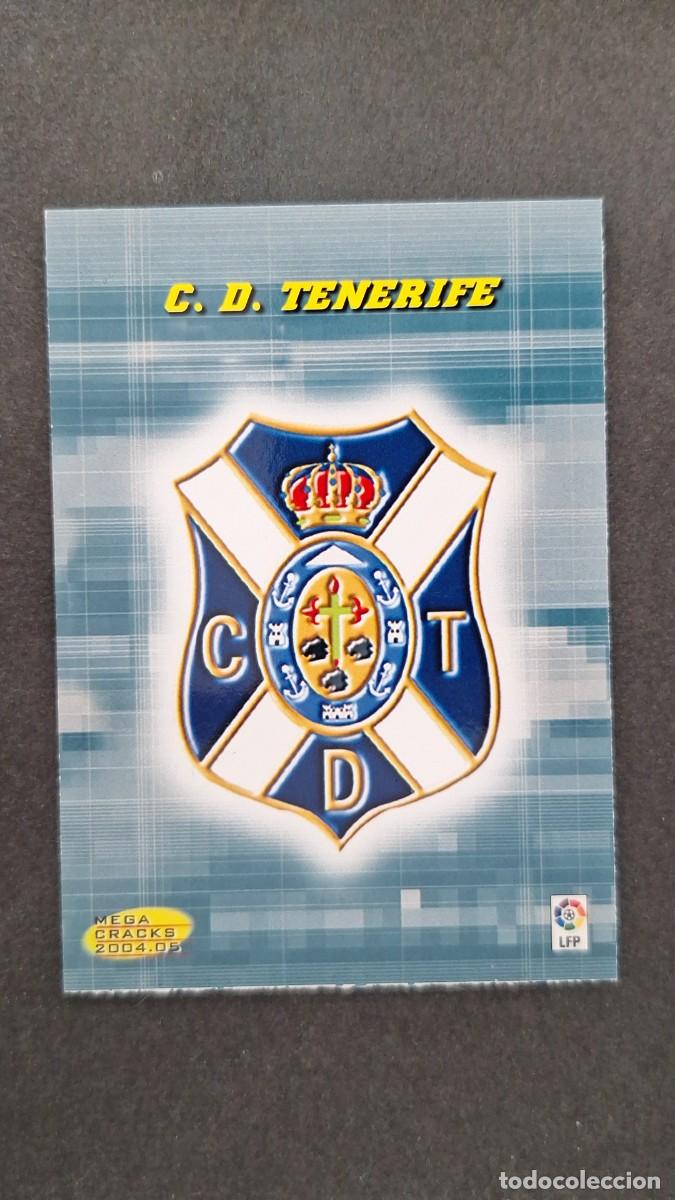 C. D. TENERIFE
C
T
D
MEGA
CRACKS
2004.05
LFP
todocoleccion